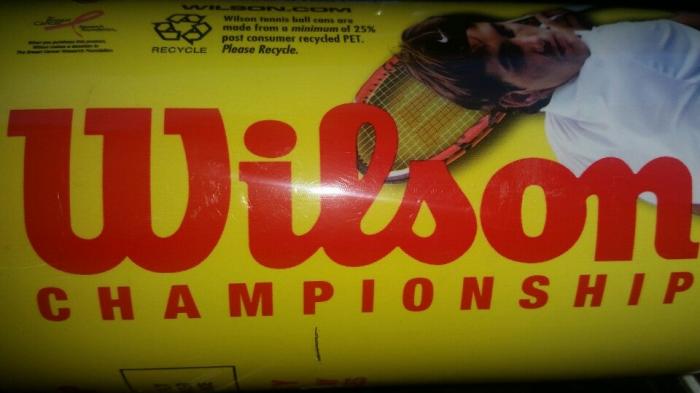 WILSON.COM
Wilson tennis ball cans are
made from a minimum of 25%
post consumer recycled PET.
Please Recycle.
RECYCLE
Wilson
CHAMPIONSHIP